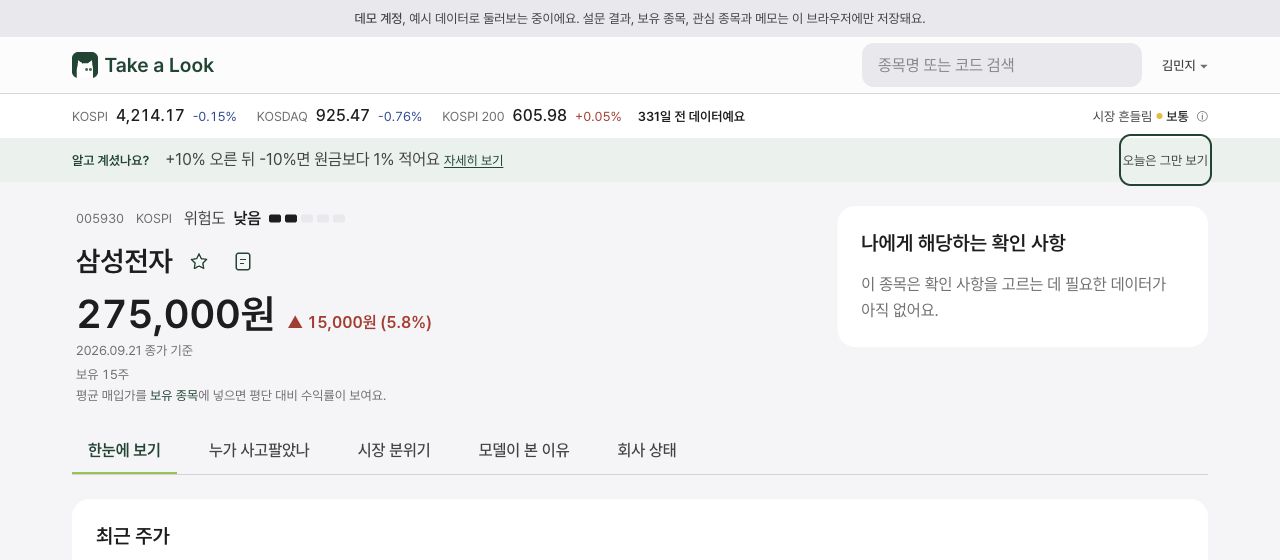 데모 계정, 예시 데이터로 둘러보는 중이에요. 설문 결과, 보유 종목, 관심 종목과 메모는 이 브라우저에만 저장돼요.
Take a Look
종목명 또는 코드 검색
김민지
KOSPI 4,214.17 -0.15% KOSDAQ 925.47 -0.76% KOSPI 200 605.98 +0.05% 331일 전 데이터예요
시장 흔들림 보통
알고 계셨나요? +10% 오른 뒤 -10%면 원금보다 1% 적어요 자세히 보기
오늘은 그만 보기
005930 KOSPI 위험도 낮음
삼성전자
275,000원 ▲ 15,000원 (5.8%)
2026.09.21 종가 기준
보유 15주
평균 매입가를 보유 종목에 넣으면 평단 대비 수익률이 보여요.
나에게 해당하는 확인 사항
이 종목은 확인 사항을 고르는 데 필요한 데이터가
아직 없어요.
한눈에 보기 누가 사고팔았나 시장 분위기 모델이 본 이유 회사 상태
최근 주가